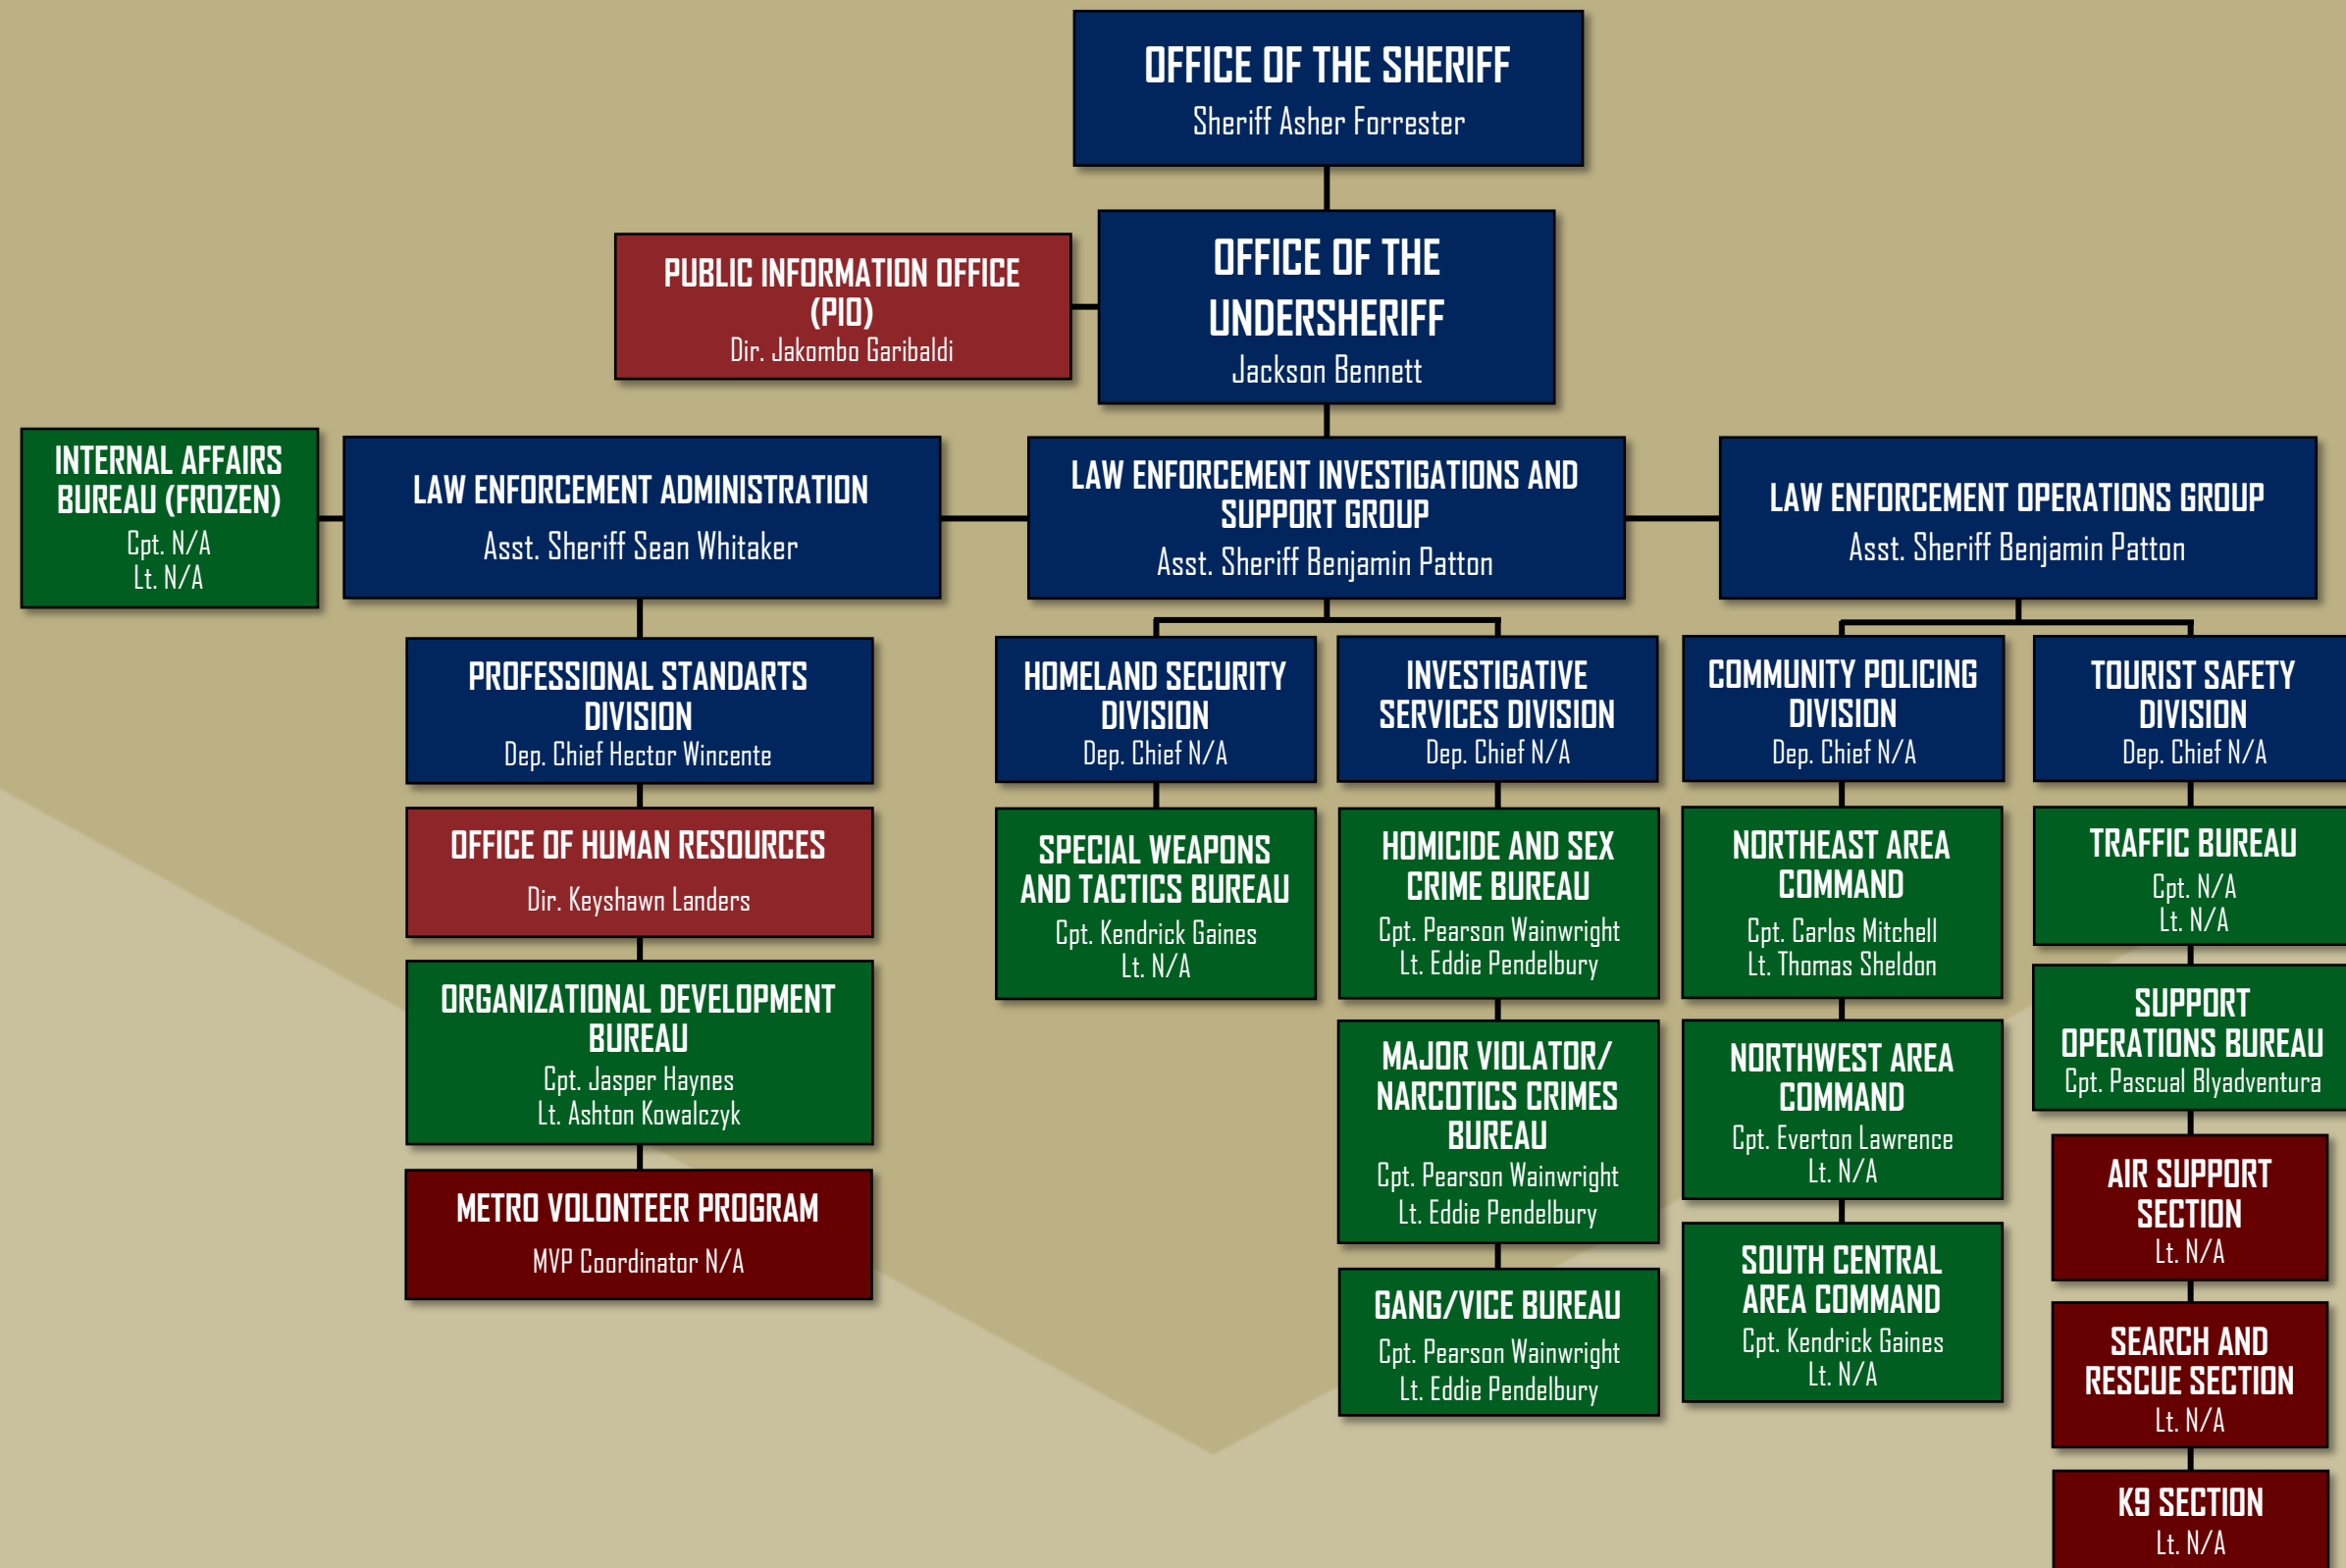 OFFICE OF THE SHERIFF
Sheriff Asher Forrester
PUBLIC INFORMATION OFFICE
(PIO)
Dir. Jakombo Garibaldi
OFFICE OF THE
UNDERSHERIFF
Jackson Bennett
INTERNAL AFFAIRS
BUREAU (FROZEN)
Cpt. N/A
Lt. N/A
LAW ENFORCEMENT ADMINISTRATION
Asst. Sheriff Sean Whitaker
LAW ENFORCEMENT INVESTIGATIONS AND
SUPPORT GROUP
Asst. Sheriff Benjamin Patton
LAW ENFORCEMENT OPERATIONS GROUP
Asst. Sheriff Benjamin Patton
PROFESSIONAL STANDARTS
DIVISION
Dep. Chief Hector Wincente
OFFICE OF HUMAN RESOURCES
Dir. Keyshawn Landers
ORGANIZATIONAL DEVELOPMENT
BUREAU
Cpt. Jasper Haynes
Lt. Ashton Kowalczyk
METRO VOLONTEER PROGRAM
MVP Coordinator N/A
HOMELAND SECURITY
DIVISION
Dep. Chief N/A
SPECIAL WEAPONS
AND TACTICS BUREAU
Cpt. Kendrick Gaines
Lt. N/A
INVESTIGATIVE
SERVICES DIVISION
Dep. Chief N/A
HOMICIDE AND SEX
CRIME BUREAU
Cpt. Pearson Wainwright
Lt. Eddie Pendelbury
MAJOR VIOLATOR/
NARCOTICS CRIMES
BUREAU
Cpt. Pearson Wainwright
Lt. Eddie Pendelbury
GANG/VICE BUREAU
Cpt. Pearson Wainwright
Lt. Eddie Pendelbury
COMMUNITY POLICING
DIVISION
Dep. Chief N/A
NORTHEAST AREA
COMMAND
Cpt. Carlos Mitchell
Lt. Thomas Sheldon
NORTHWEST AREA
COMMAND
Cpt. Everton Lawrence
Lt. N/A
SOUTH CENTRAL
AREA COMMAND
Cpt. Kendrick Gaines
Lt. N/A
TOURIST SAFETY
DIVISION
Dep. Chief N/A
TRAFFIC BUREAU
Cpt. N/A
Lt. N/A
SUPPORT
OPERATIONS BUREAU
Cpt. Pascual Blyadventura
AIR SUPPORT
SECTION
Lt. N/A
SEARCH AND
RESCUE SECTION
Lt. N/A
K9 SECTION
Lt. N/A